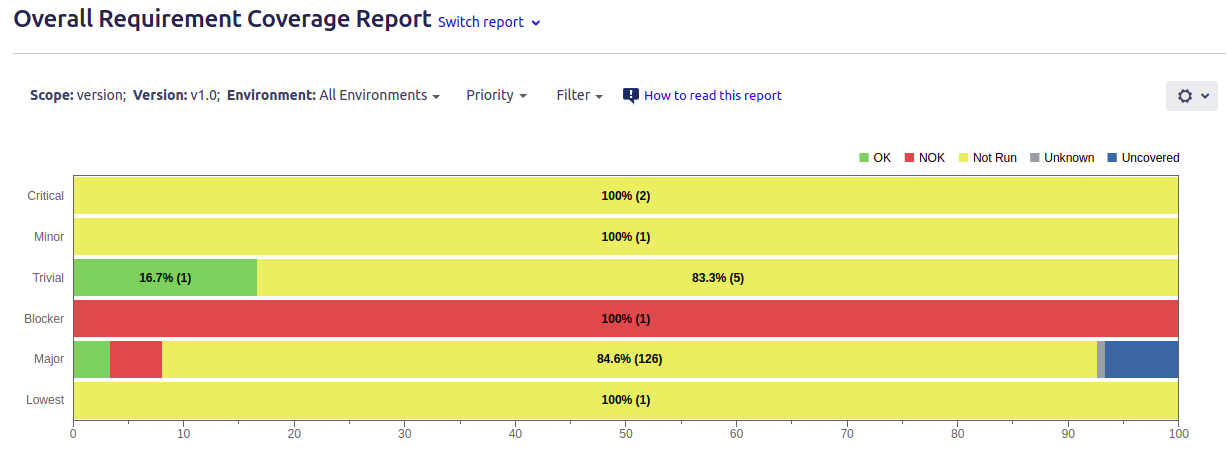 Overall Requirement Coverage Report Switch report
Scope: version; Version: v1.0; Environment: All Environments Priority Filter How to read this report
OK NOK Not Run Unknown Uncovered
Critical 100% (2)
Minor 100% (1)
Trivial 16.7% (1) 83.3% (5)
Blocker 100% (1)
Major 84.6% (126)
Lowest 100% (1)
0 10 20 30 40 50 60 70 80 90 100